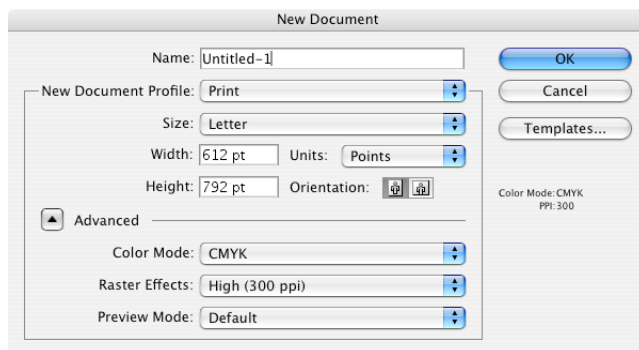 New Document
Name: Untitled-1
OK
New Document Profile: Print
Cancel
Size: Letter
Templates...
Width: 612 pt Units: Points
Height: 792 pt Orientation:
Color Mode:CMYK
PPI:300
Advanced
Color Mode: CMYK
Raster Effects: High (300 ppi)
Preview Mode: Default